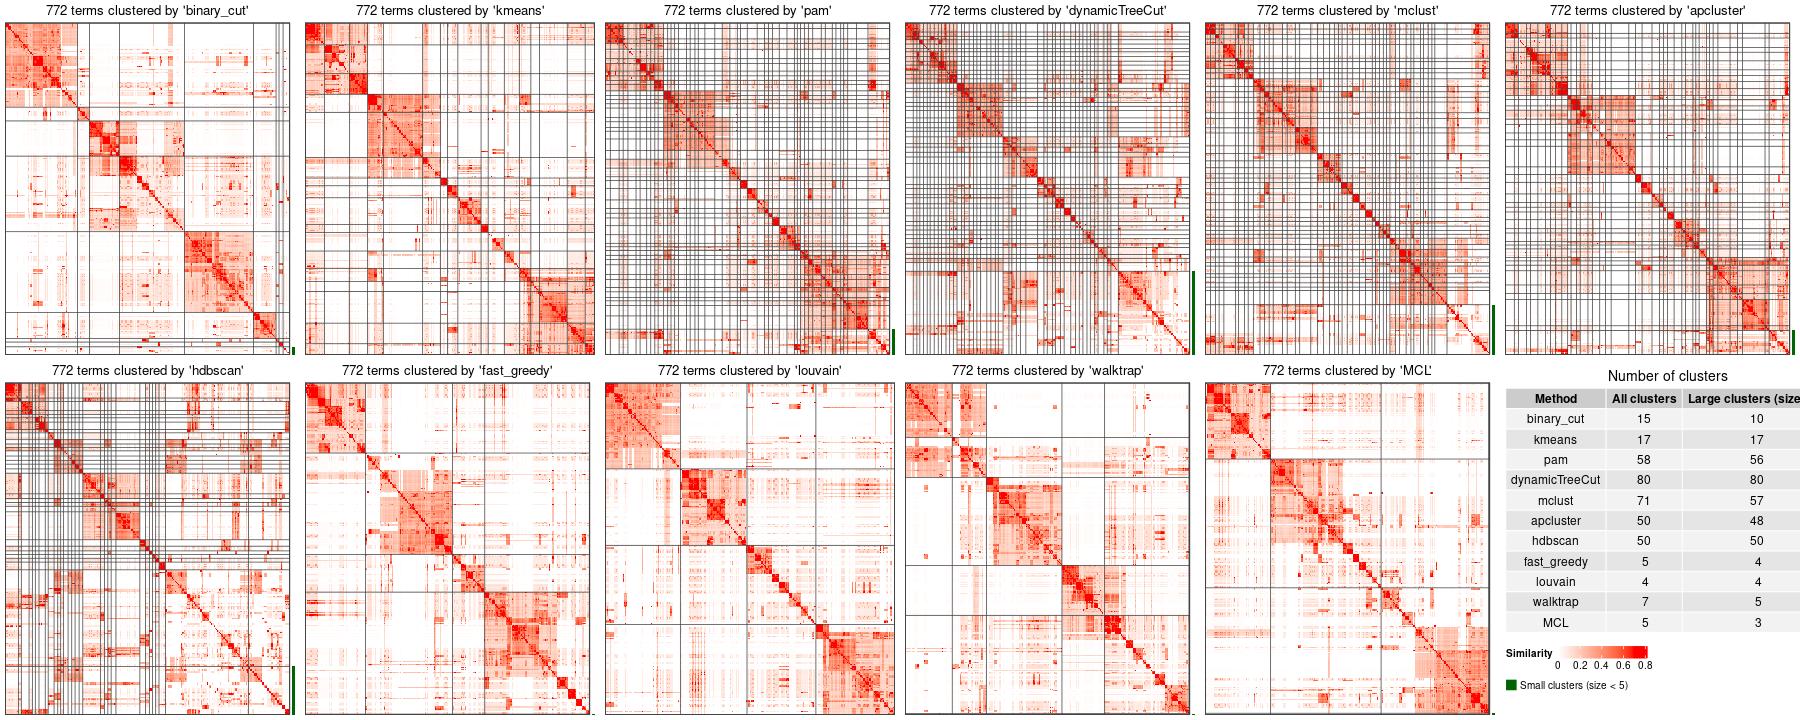 772 terms clustered by 'binary_cut'
772 terms clustered by 'kmeans'
772 terms clustered by 'pam'
772 terms clustered by 'dynamicTreeCut'
772 terms clustered by 'mclust'
772 terms clustered by 'apcluster'
772 terms clustered by 'hdbscan'
772 terms clustered by 'fast_greedy'
772 terms clustered by 'louvain'
772 terms clustered by 'walktrap'
772 terms clustered by 'MCL'
Number of clusters
Method All clusters Large clusters (size
binary_cut 15 10
kmeans 17 17
pam 58 56
dynamicTreeCut 80 80
mclust 71 57
apcluster 50 48
hdbscan 50 50
fast_greedy 5 4
louvain 4 4
walktrap 7 5
MCL 5 3
Similarity
0 0.2 0.4 0.6 0.8
Small clusters (size < 5)